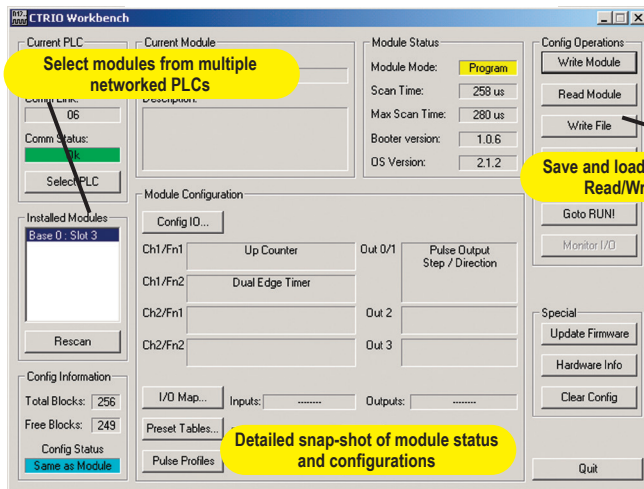 CTRIO Workbench
Current PLC
Select modules from multiple
networked PLCs
06
Comm Status:
Ok
Select PLC
Installed Modules
Base 0 : Slot 3
Rescan
Config Information
Total Blocks: 256
Free Blocks: 249
Config Status
Same as Module
Current Module
Description:
Module Status
Module Mode: Program
Scan Time: 258 us
Max Scan Time: 280 us
Booter version: 1.0.6
OS Version: 2.1.2
Module Configuration
Config IO...
Ch1/Fn1 Up Counter Out 0/1 Pulse Output
Step / Direction
Ch1/Fn2 Dual Edge Timer
Ch2/Fn1 Out 2
Ch2/Fn2 Out 3
I/O Map... Inputs: -------- Outputs: --------
Preset Tables...
Pulse Profiles
Detailed snap-shot of module status
and configurations
Config Operations
Write Module
Read Module
Write File
Save and load
Goto RUN!
Monitor I/O
Special
Update Firmware
Hardware Info
Clear Config
Quit